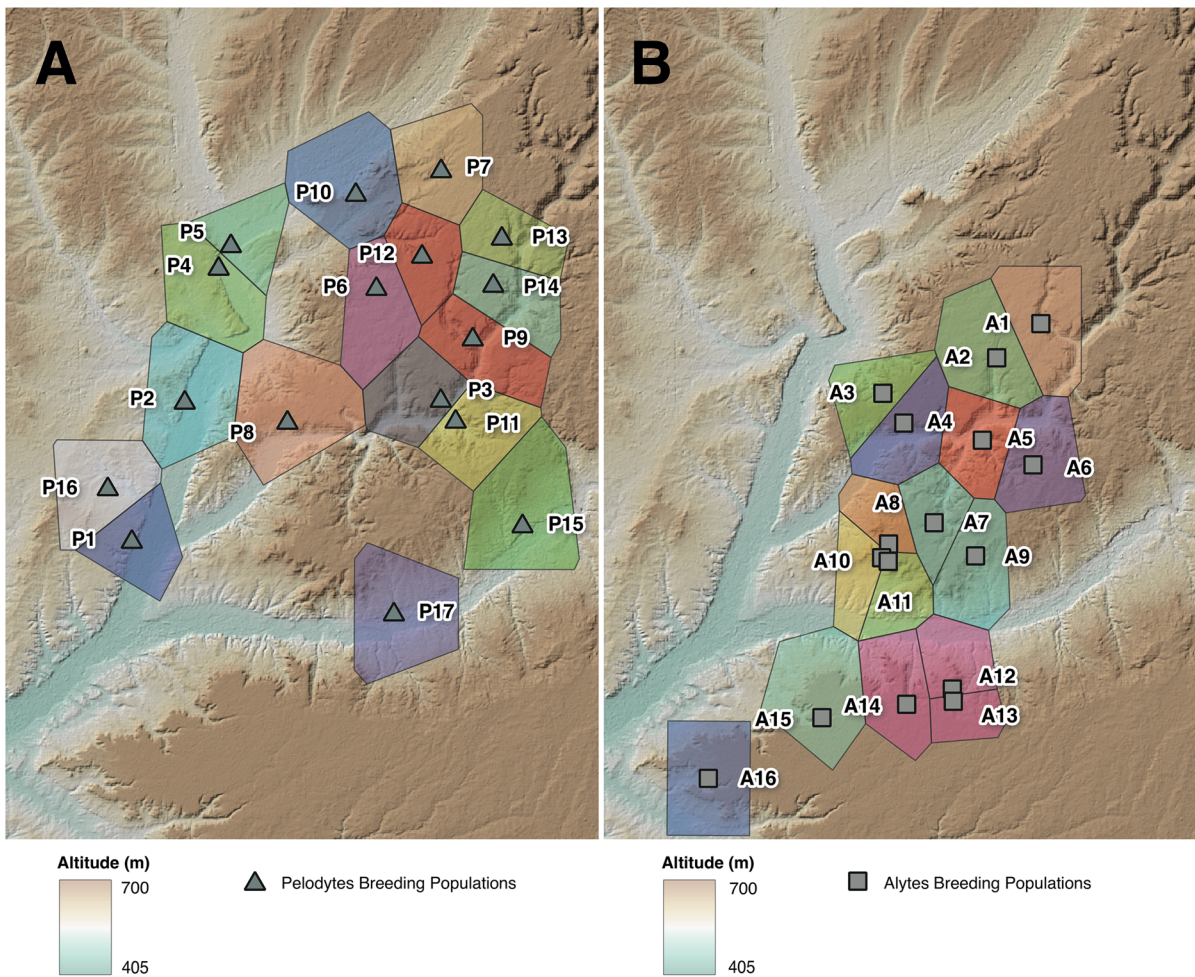 A
P7
P10
P5
P13
P12
P4
P6
P14
P9
P3
P2
P11
P8
P16
P15
P1
P17
Altitude (m)
700
405
Pelodytes Breeding Populations
B
A1
A2
A3
A4
A5
A6
A8
A7
A9
A10
A11
A12
A14
A13
A15
A16
Altitude (m)
700
405
Alytes Breeding Populations